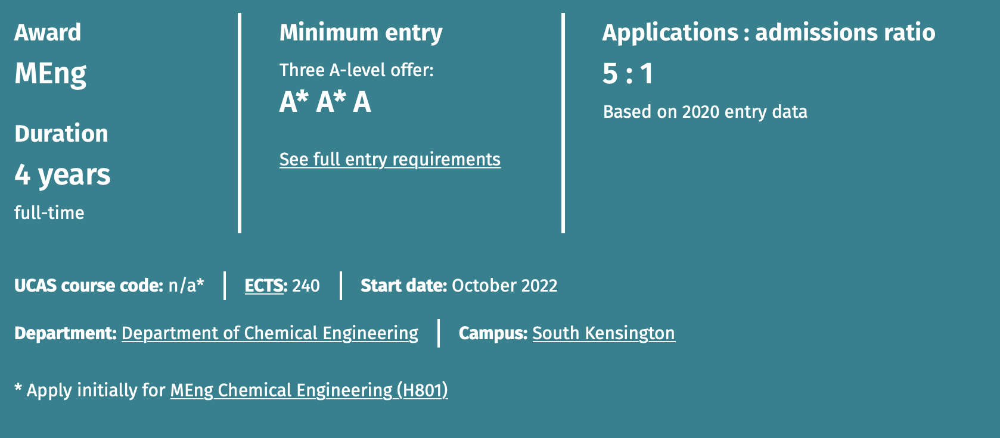 Award
MEng
Duration
4 years
full-time
Minimum entry
Three A-level offer:
A* A* A
See full entry requirements
Applications : admissions ratio
5 : 1
Based on 2020 entry data
UCAS course code: n/a* ECTS: 240 Start date: October 2022
Department: Department of Chemical Engineering Campus: South Kensington
* Apply initially for MEng Chemical Engineering (H801)